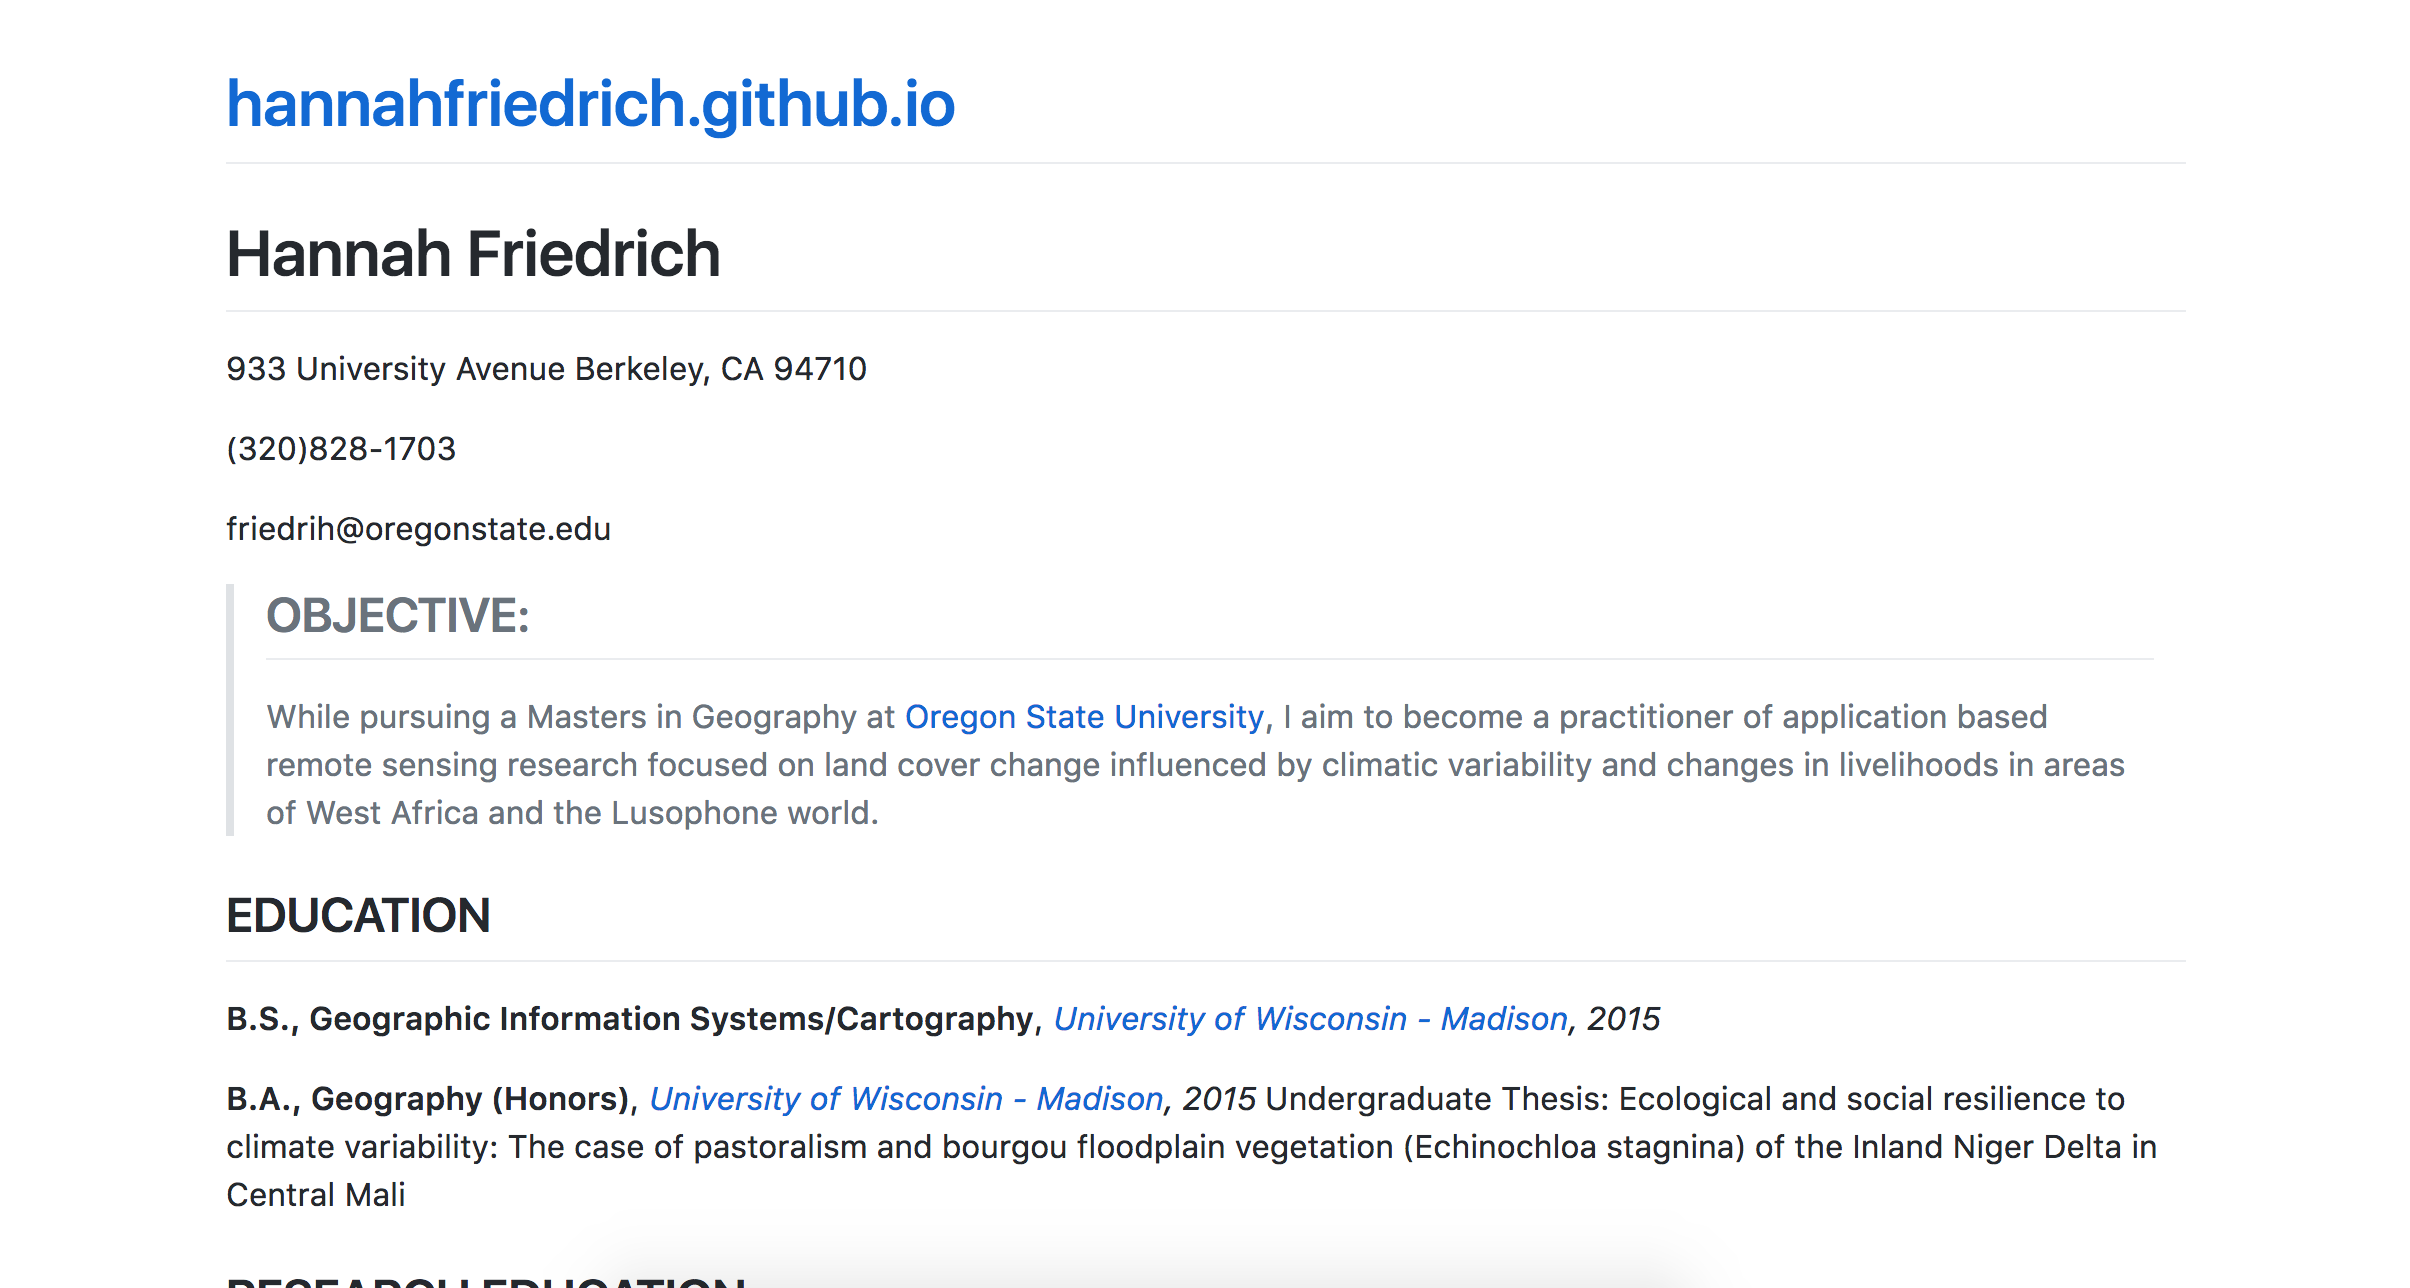 hannahfriedrich.github.io
Hannah Friedrich
933 University Avenue Berkeley, CA 94710
(320)828-1703
friedrih@oregonstate.edu
OBJECTIVE:
While pursuing a Masters in Geography at Oregon State University, I aim to become a practitioner of application based
remote sensing research focused on land cover change influenced by climatic variability and changes in livelihoods in areas
of West Africa and the Lusophone world.
EDUCATION
B.S., Geographic Information Systems/Cartography, University of Wisconsin - Madison, 2015
B.A., Geography (Honors), University of Wisconsin - Madison, 2015 Undergraduate Thesis: Ecological and social resilience to
climate variability: The case of pastoralism and bourgou floodplain vegetation (Echinochloa stagnina) of the Inland Niger Delta in
Central Mali
RESEARCH EDUCATION